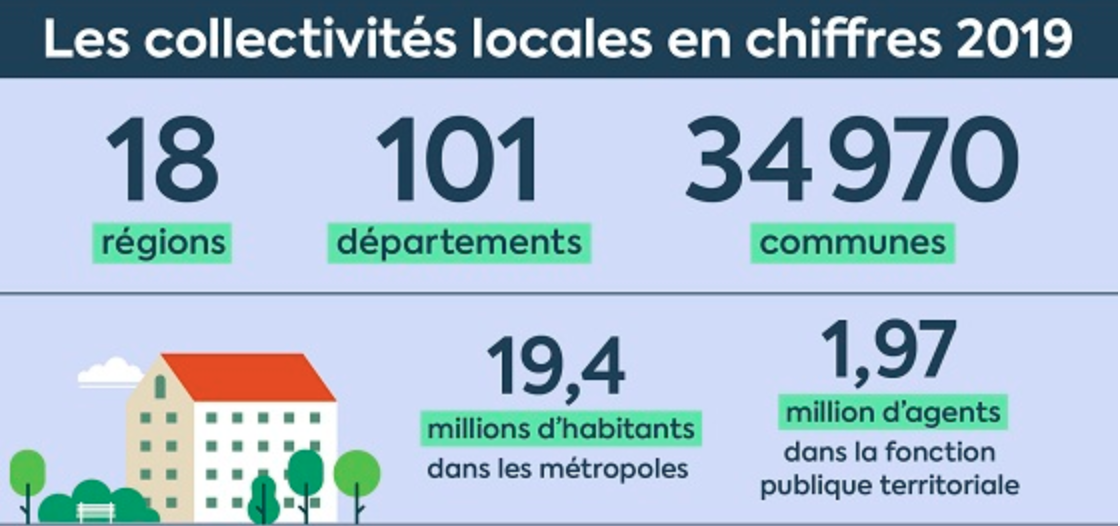 Les collectivités locales en chiffres 2019
18 101 34 970
régions départements communes
19,4 1,97
millions d'habitants million d'agents
dans les métropoles dans la fonction
publique territoriale